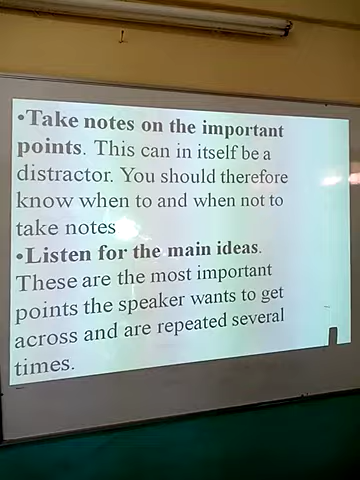 •Take notes on the important
points. This can in itself be a
distractor. You should therefore
know when to and when not to
take notes
•Listen for the main ideas.
These are the most important
points the speaker wants to get
across and are repeated several
times.